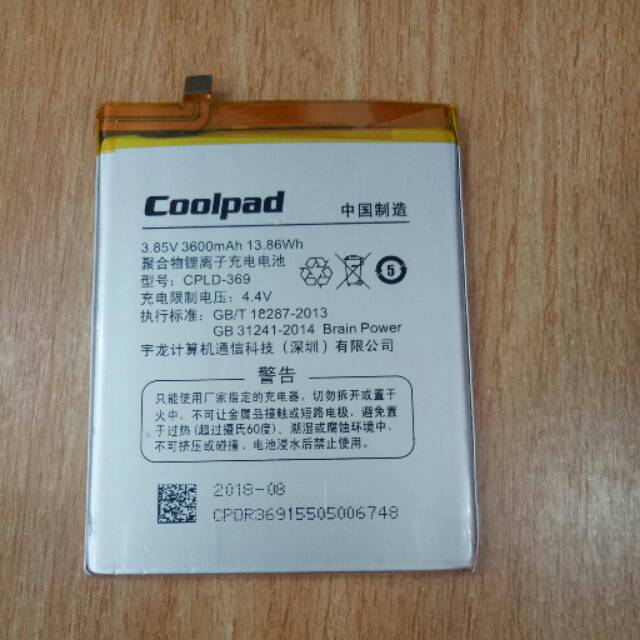 Coolpad 中国制造
3.85V 3600mAh 13.86Wh
聚合物锂离子充电电池
型号：CPLD-369
5
充电限制电压：4.4V
执行标准：GB/T 18287-2013
GB 31241-2014 Brain Power
宇龙计算机通信科技（深圳）有限公司
警告
只能使用厂家指定的充电器，切勿拆开或置于
火中，不可让金属品接触或短路电极，避免置
于过热(超过摄氏60度)、潮湿或腐蚀环境中，
不可挤压或碰撞，电池浸水后禁止使用。
2018-08
CPDR36915505006748